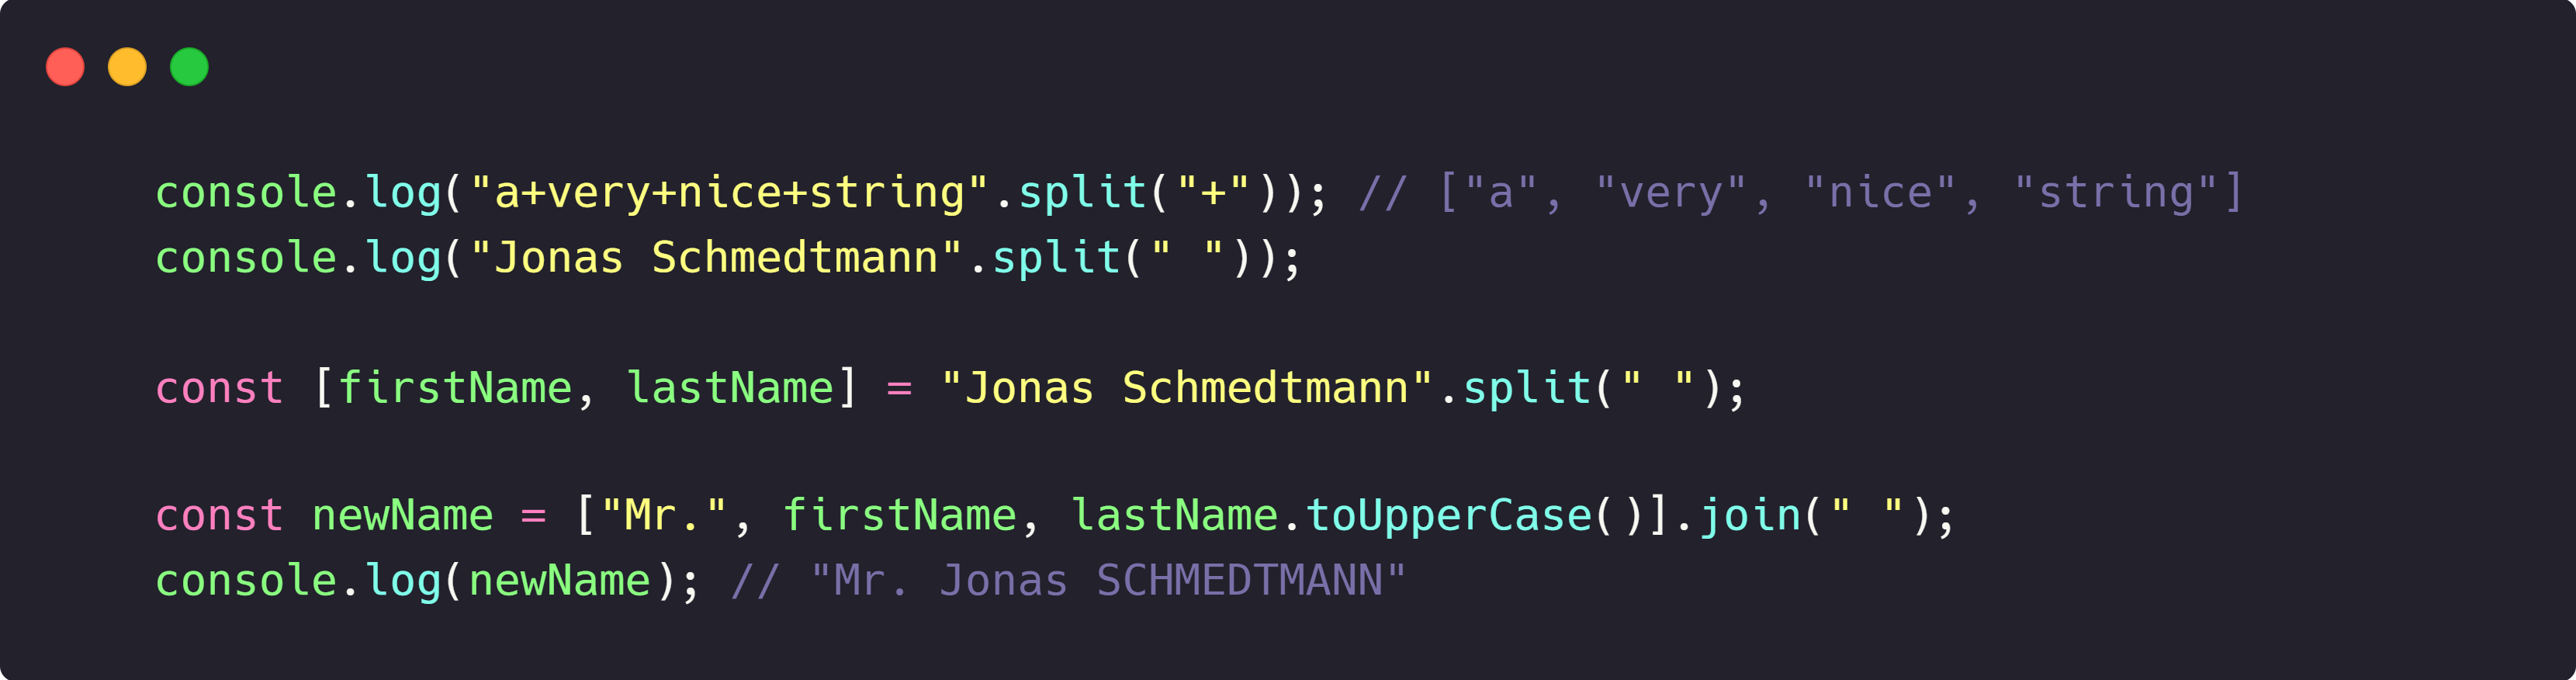 console.log("a+very+nice+string".split("+")); // ["a", "very", "nice", "string"]
console.log("Jonas Schmedtmann".split(" "));
const [firstName, lastName] = "Jonas Schmedtmann".split(" ");
const newName = ["Mr.", firstName, lastName.toUpperCase()].join(" ");
console.log(newName); // "Mr. Jonas SCHMEDTMANN"